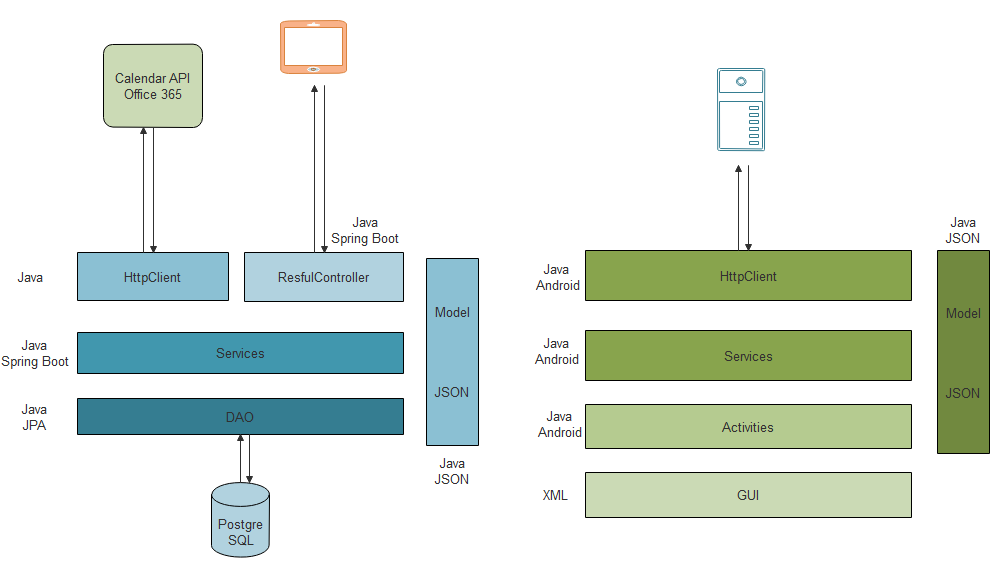 Calendar API
Office 365
Java
Spring Boot
Java
HttpClient
ResfulController
Model
JSON
Java
Spring Boot
Services
Java
JPA
DAO
Java
JSON
Postgre
SQL
Java
JSON
Java
Android
HttpClient
Model
JSON
Java
Android
Services
Java
Android
Activities
XML
GUI